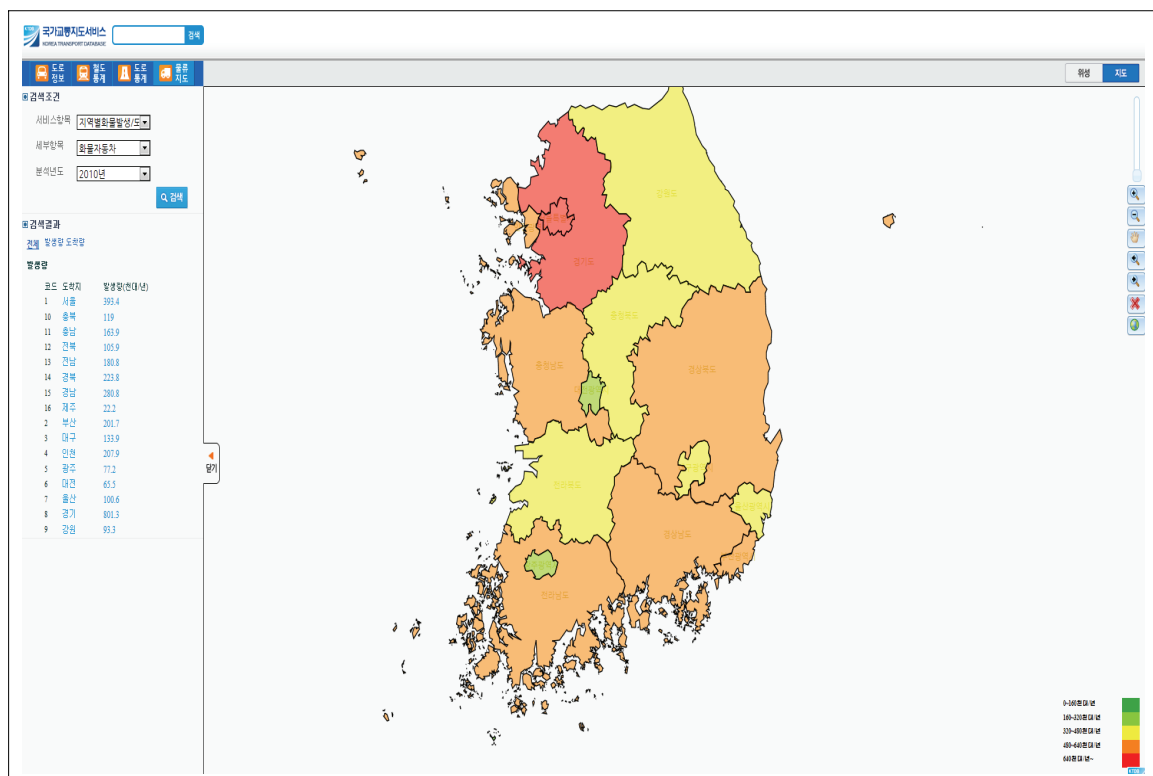 국가교통지도서비스
KOREA TRANSPORT DATABASE
검색
도로
정보
철도
통계
도로
통계
물류
지도
위성
지도
검색조건
서비스항목 지역별화물발생/도
세부항목 화물자동차
분석년도 2010년
검색
검색결과
전체 발생량 도착량
발생량
코드 도착지 발생량(천대/년)
1 서울 393.4
10 충북 119
11 충남 163.9
12 전북 105.9
13 전남 180.8
14 경북 223.8
15 경남 280.8
16 제주 22.2
2 부산 201.7
3 대구 133.9
4 인천 207.9
5 광주 77.2
6 대전 65.5
7 울산 100.6
8 경기 801.3
9 강원 93.3
닫기
강원도
경기도
충청북도
충청남도
경상북도
전라북도
경상남도
전라남도
0~160천대/년
160~320천대/년
320~480천대/년
480~640천대/년
640천대/년~